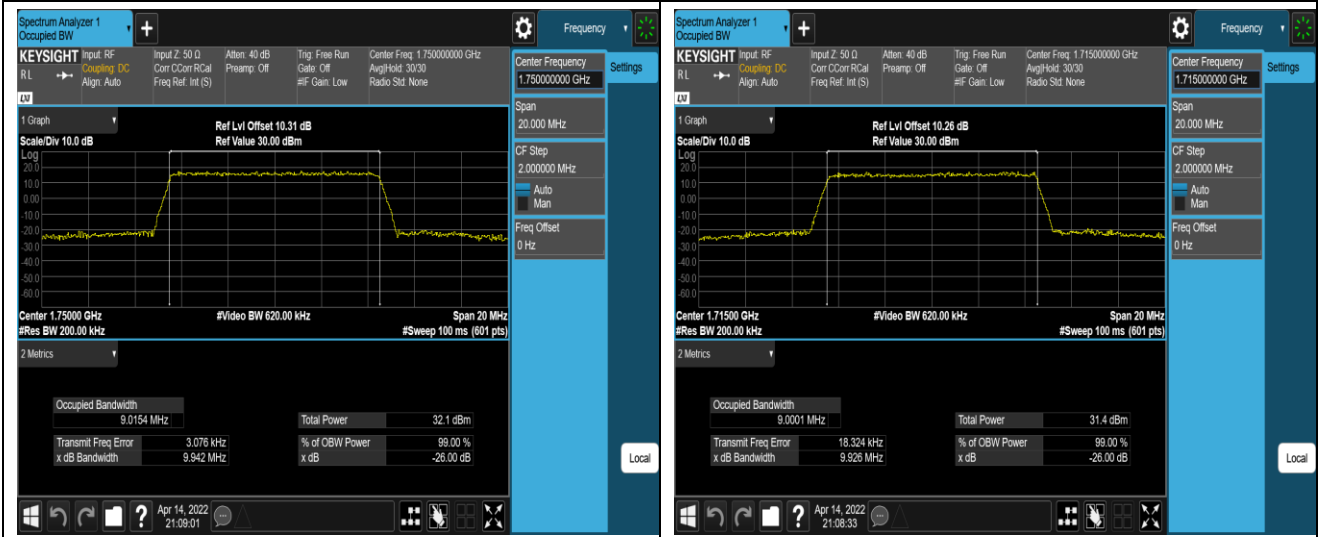 Spectrum Analyzer 1
Occupied BW
+
Frequency
KEYSIGHT Input: RF Input Z: 50 Ω Atten: 40 dB Trig: Free Run Center Freq: 1.750000000 GHz
RL Coupling: DC Corr CCorr RCal Preamp: Off Gate: Off Avg|Hold: 30/30
Align: Auto Freq Ref: Int (S) #IF Gain: Low Radio Std: None
LXI
Center Frequency
1.750000000 GHz
Settings
Span
20.000 MHz
CF Step
2.000000 MHz
Auto
Man
Freq Offset
0 Hz
1 Graph
Ref Lvl Offset 10.31 dB
Scale/Div 10.0 dB Ref Value 30.00 dBm
Log
20.0
10.0
0.00
-10.0
-20.0
-30.0
-40.0
-50.0
-60.0
Center 1.75000 GHz #Video BW 620.00 kHz Span 20 MHz
#Res BW 200.00 kHz #Sweep 100 ms (601 pts)
2 Metrics
Occupied Bandwidth
9.0154 MHz Total Power 32.1 dBm
Transmit Freq Error 3.076 kHz % of OBW Power 99.00 %
x dB Bandwidth 9.942 MHz x dB -26.00 dB
Local
? Apr 14, 2022
21:09:01
Spectrum Analyzer 1
Occupied BW
+
Frequency
KEYSIGHT Input: RF Input Z: 50 Ω Atten: 40 dB Trig: Free Run Center Freq: 1.715000000 GHz
RL Coupling: DC Corr CCorr RCal Preamp: Off Gate: Off Avg|Hold: 30/30
Align: Auto Freq Ref: Int (S) #IF Gain: Low Radio Std: None
LXI
Center Frequency
1.715000000 GHz
Settings
Span
20.000 MHz
CF Step
2.000000 MHz
Auto
Man
Freq Offset
0 Hz
1 Graph
Ref Lvl Offset 10.26 dB
Scale/Div 10.0 dB Ref Value 30.00 dBm
Log
20.0
10.0
0.00
-10.0
-20.0
-30.0
-40.0
-50.0
-60.0
Center 1.71500 GHz #Video BW 620.00 kHz Span 20 MHz
#Res BW 200.00 kHz #Sweep 100 ms (601 pts)
2 Metrics
Occupied Bandwidth
9.0001 MHz Total Power 31.4 dBm
Transmit Freq Error 18.324 kHz % of OBW Power 99.00 %
x dB Bandwidth 9.926 MHz x dB -26.00 dB
Local
? Apr 14, 2022
21:08:33